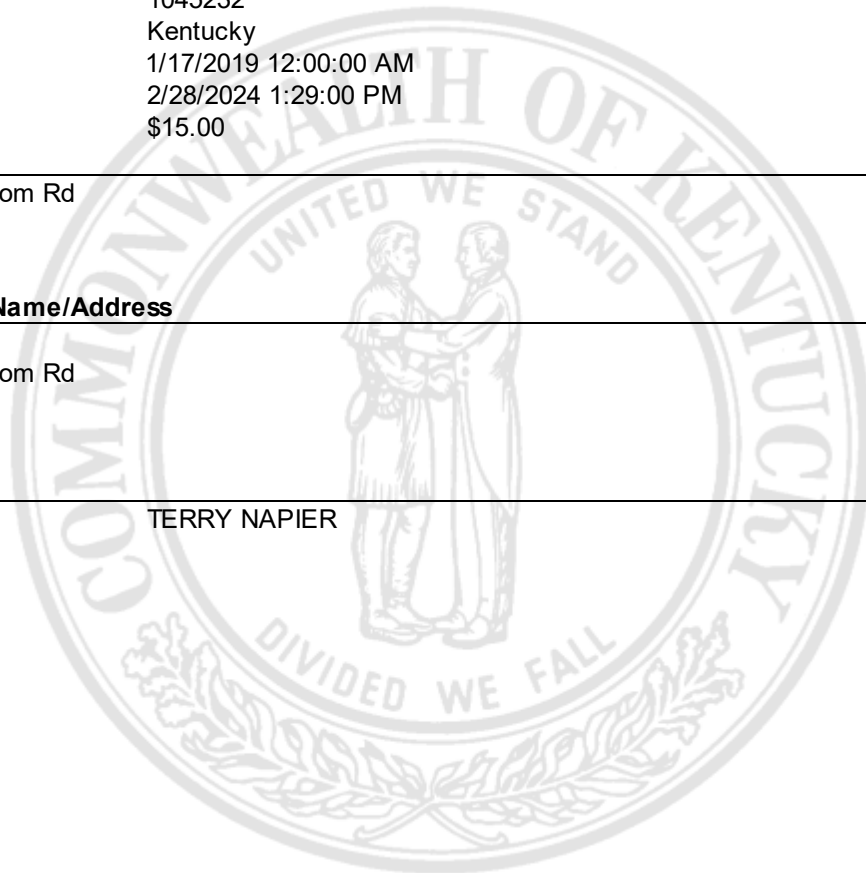 Kentucky
1/17/2019 12:00:00 AM
2/28/2024 1:29:00 PM
$15.00
om Rd
Name/Address
om Rd
TERRY NAPIER
COMMONWEALTH OF KENTUCKY
UNITED WE STAND
DIVIDED WE FALL